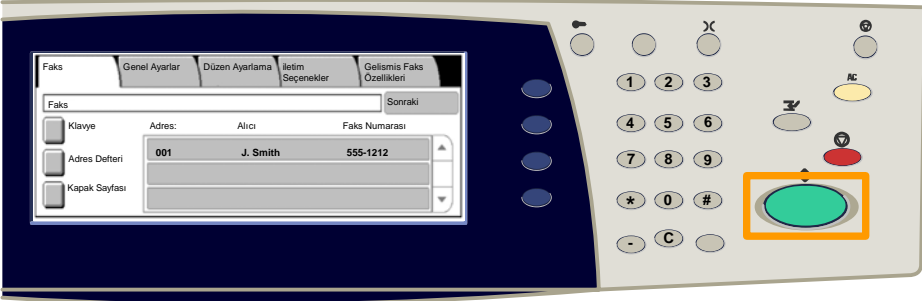 Faks
Genel Ayarlar
Düzen Ayarlama
iletim
Seçenekler
Gelismis Faks
Özellikleri
Faks
Sonraki
Klavye
Adres:
Alıcı
Faks Numarası
001
J. Smith
555-1212
Adres Defteri
Kapak Sayfası
AC
1 2 3
4 5 6
7 8 9
* 0 #
- C